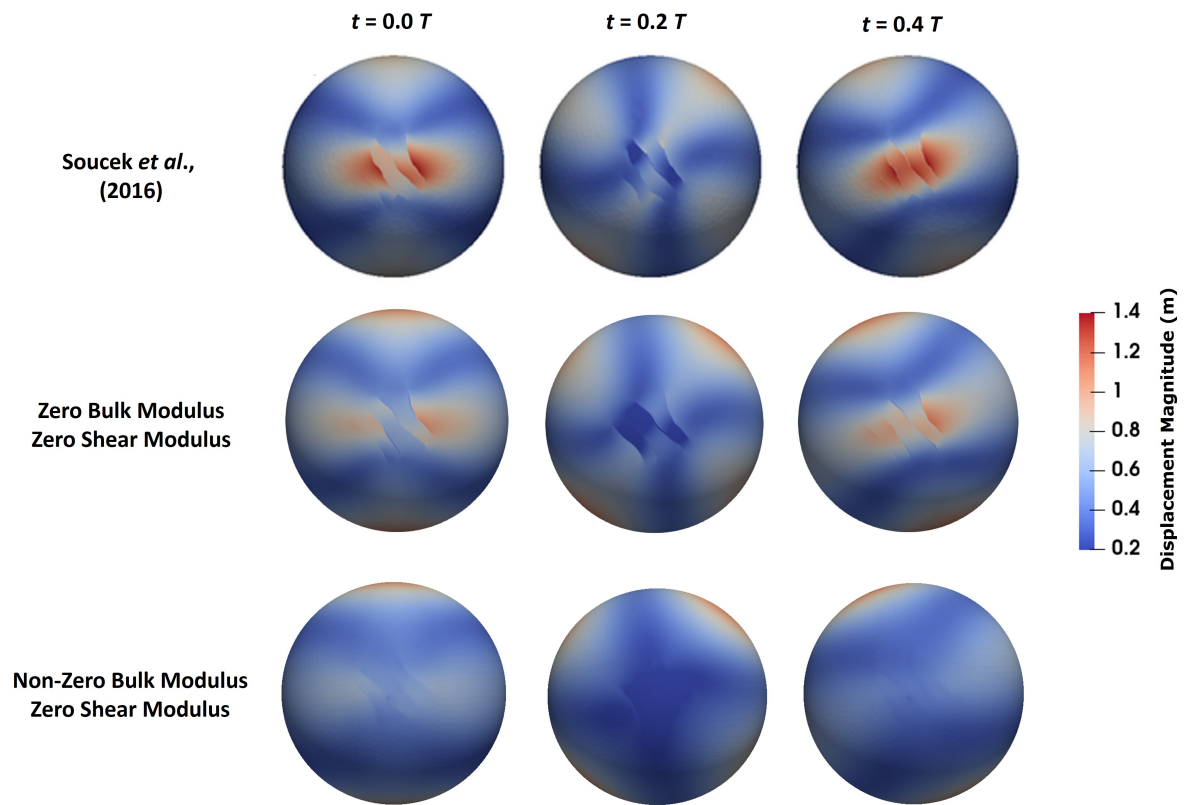 t = 0.0 T
t = 0.2 T
t = 0.4 T
Soucek et al.,
(2016)
Zero Bulk Modulus
Zero Shear Modulus
Non-Zero Bulk Modulus
Zero Shear Modulus
1.4
1.2
1
0.8
0.6
0.4
0.2
Displacement Magnitude (m)